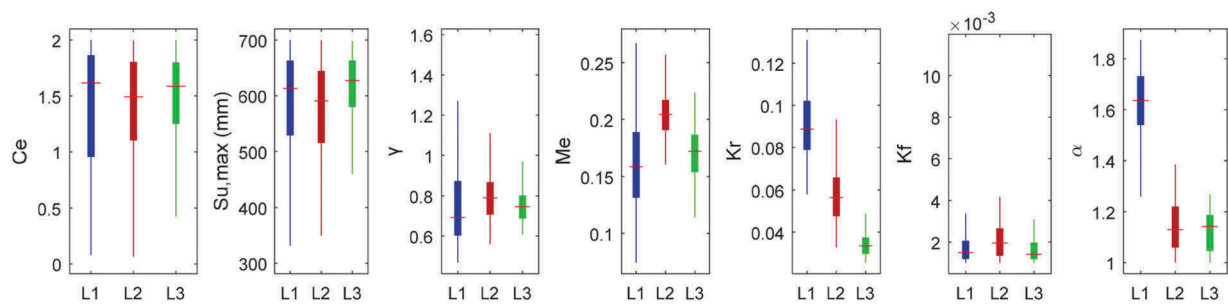 Ce
2
1.5
1
0.5
0
L1 L2 L3
Su,max (mm)
700
600
500
400
300
L1 L2 L3
γ
1.6
1.4
1.2
1
0.8
0.6
L1 L2 L3
Me
0.25
0.2
0.15
0.1
L1 L2 L3
Kr
0.12
0.1
0.08
0.06
0.04
L1 L2 L3
Kf
× 10⁻³
10
8
6
4
2
L1 L2 L3
α
1.8
1.6
1.4
1.2
1
L1 L2 L3